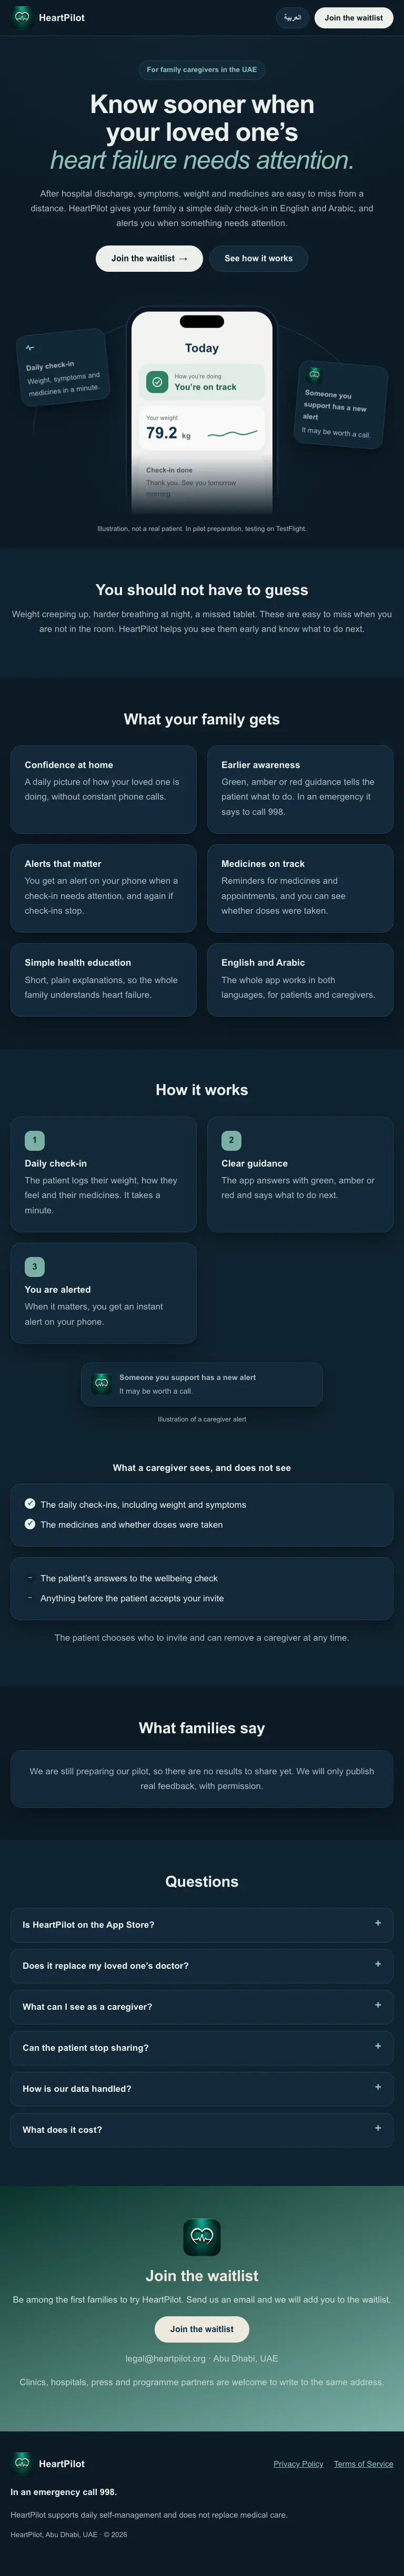 HeartPilot
العربية
Join the waitlist
For family caregivers in the UAE
Know sooner when
your loved one's
heart failure needs attention.
After hospital discharge, symptoms, weight and medicines are easy to miss from a
distance. HeartPilot gives your family a simple daily check-in in English and Arabic, and
alerts you when something needs attention.
Join the waitlist →
See how it works
Daily check-in
Weight, symptoms and
medicines in a minute.
Today
How you're doing
You're on track
Your weight
79.2 kg
Check-in done
Thank you. See you tomorrow
morning.
Someone you
support has a new
alert
It may be worth a call.
Illustration, not a real patient. In pilot preparation, testing on TestFlight.
You should not have to guess
Weight creeping up, harder breathing at night, a missed tablet. These are easy to miss when you
are not in the room. HeartPilot helps you see them early and know what to do next.
What your family gets
Confidence at home
A daily picture of how your loved one is
doing, without constant phone calls.
Earlier awareness
Green, amber or red guidance tells the
patient what to do. In an emergency it
says to call 998.
Alerts that matter
You get an alert on your phone when a
check-in needs attention, and again if
check-ins stop.
Medicines on track
Reminders for medicines and
appointments, and you can see
whether doses were taken.
Simple health education
Short, plain explanations, so the whole
family understands heart failure.
English and Arabic
The whole app works in both
languages, for patients and caregivers.
How it works
1
Daily check-in
The patient logs their weight, how they
feel and their medicines. It takes a
minute.
2
Clear guidance
The app answers with green, amber or
red and says what to do next.
3
You are alerted
When it matters, you get an instant
alert on your phone.
Someone you support has a new alert
It may be worth a call.
Illustration of a caregiver alert
What a caregiver sees, and does not see
The daily check-ins, including weight and symptoms
The medicines and whether doses were taken
– The patient's answers to the wellbeing check
– Anything before the patient accepts your invite
The patient chooses who to invite and can remove a caregiver at any time.
What families say
We are still preparing our pilot, so there are no results to share yet. We will only publish
real feedback, with permission.
Questions
Is HeartPilot on the App Store? +
Does it replace my loved one's doctor? +
What can I see as a caregiver? +
Can the patient stop sharing? +
How is our data handled? +
What does it cost? +
Join the waitlist
Be among the first families to try HeartPilot. Send us an email and we will add you to the waitlist.
Join the waitlist
legal@heartpilot.org · Abu Dhabi, UAE
Clinics, hospitals, press and programme partners are welcome to write to the same address.
HeartPilot
Privacy Policy
Terms of Service
In an emergency call 998.
HeartPilot supports daily self-management and does not replace medical care.
HeartPilot, Abu Dhabi, UAE · © 2026